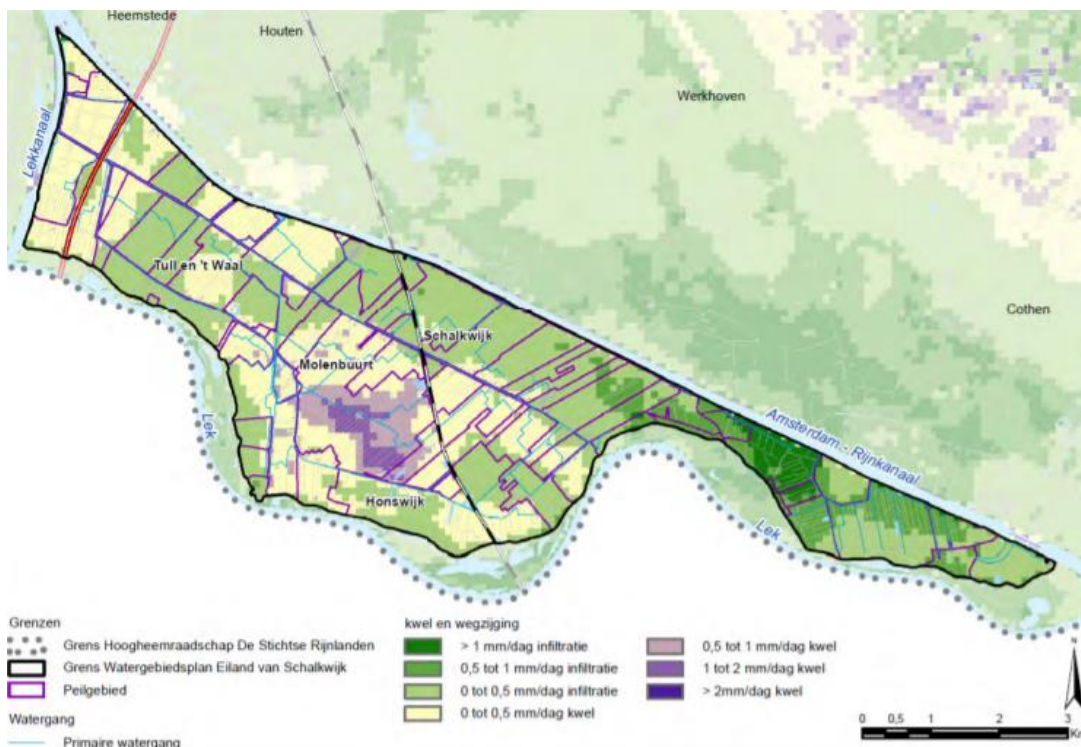 Heemstede
Houten
Werkhoven
Lekkanaal
Cothen
Tull en 't Waal
Schalkwijk
Molenbuurt
Lek
Amsterdam - Rijnkanaal
Honswijk
Lek
Grenzen
Grens Hoogheemraadschap De Stichtse Rijnlanden
Grens Watergebiedsplan Eiland van Schalkwijk
Peilgebied
Watergang
Primaire watergang
kwel en wegzijging
> 1 mm/dag infiltratie
0,5 tot 1 mm/dag infiltratie
0 tot 0,5 mm/dag infiltratie
0 tot 0,5 mm/dag kwel
0,5 tot 1 mm/dag kwel
1 tot 2 mm/dag kwel
> 2mm/dag kwel
N
0 0,5 1 2 3